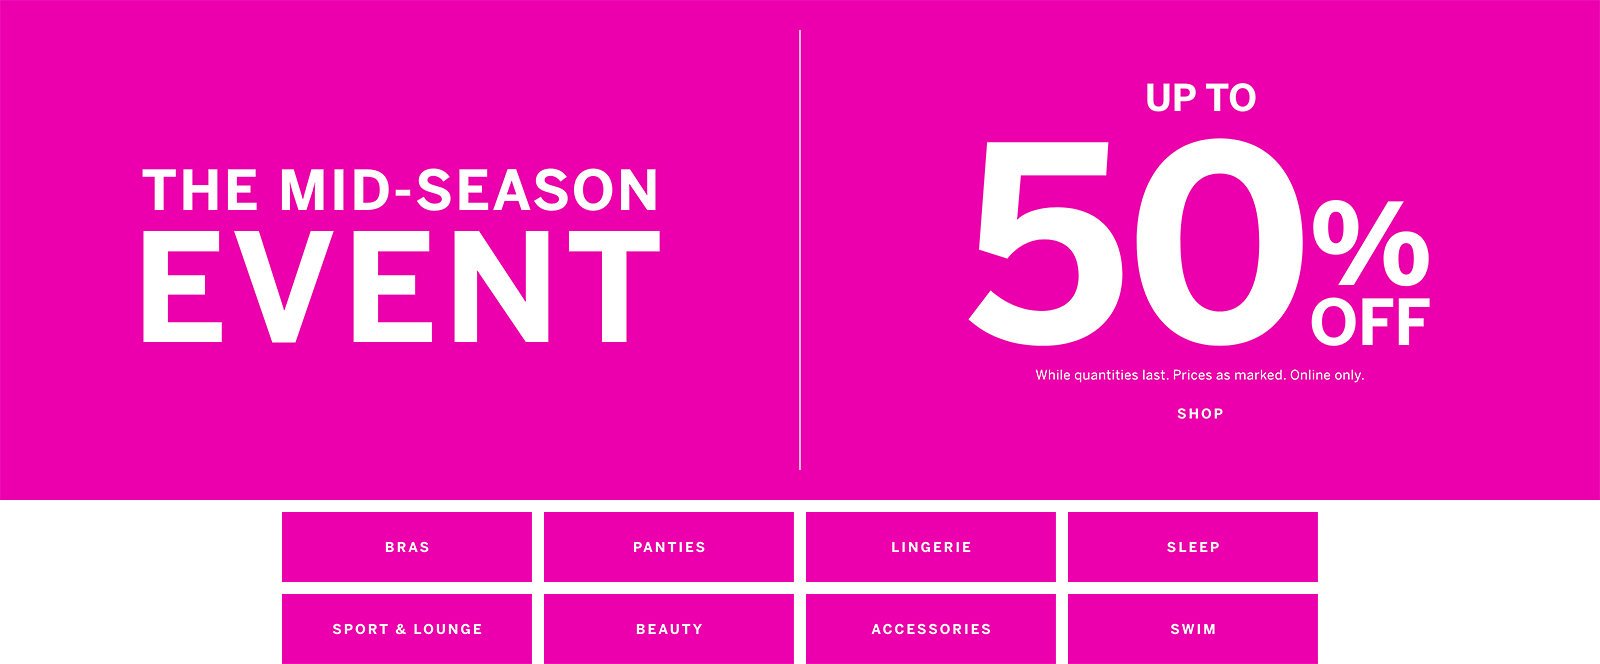 THE MID-SEASON
EVENT
UP TO
50%
OFF
While quantities last. Prices as marked. Online only.
SHOP
BRAS
PANTIES
LINGERIE
SLEEP
SPORT & LOUNGE
BEAUTY
ACCESSORIES
SWIM